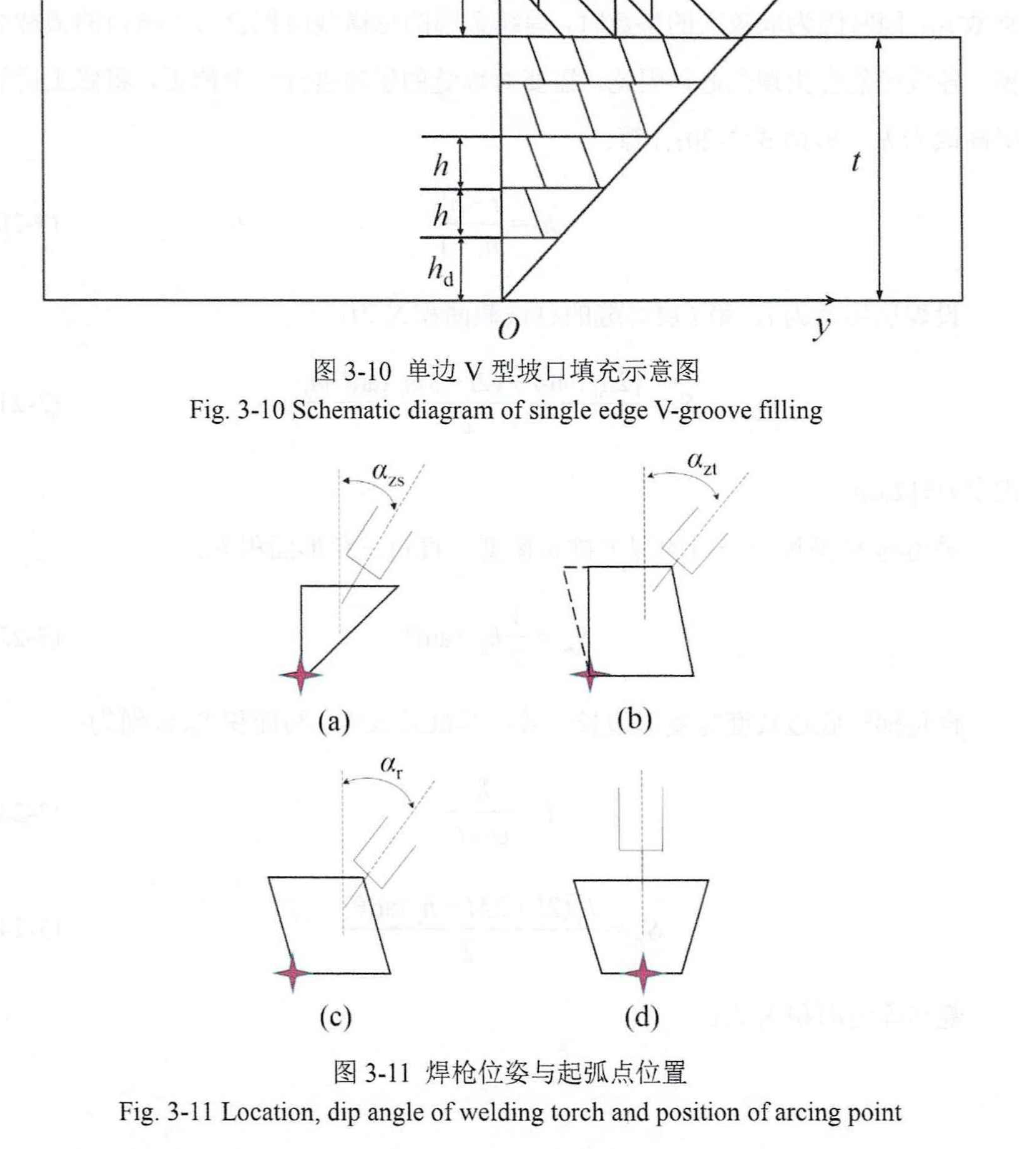 h
t
h
h_d
O
y
图 3-10 单边 V 型坡口填充示意图
Fig. 3-10 Schematic diagram of single edge V-groove filling
α_zs
α_zt
(a)
(b)
α_r
(c)
(d)
图 3-11 焊枪位姿与起弧点位置
Fig. 3-11 Location, dip angle of welding torch and position of arcing point